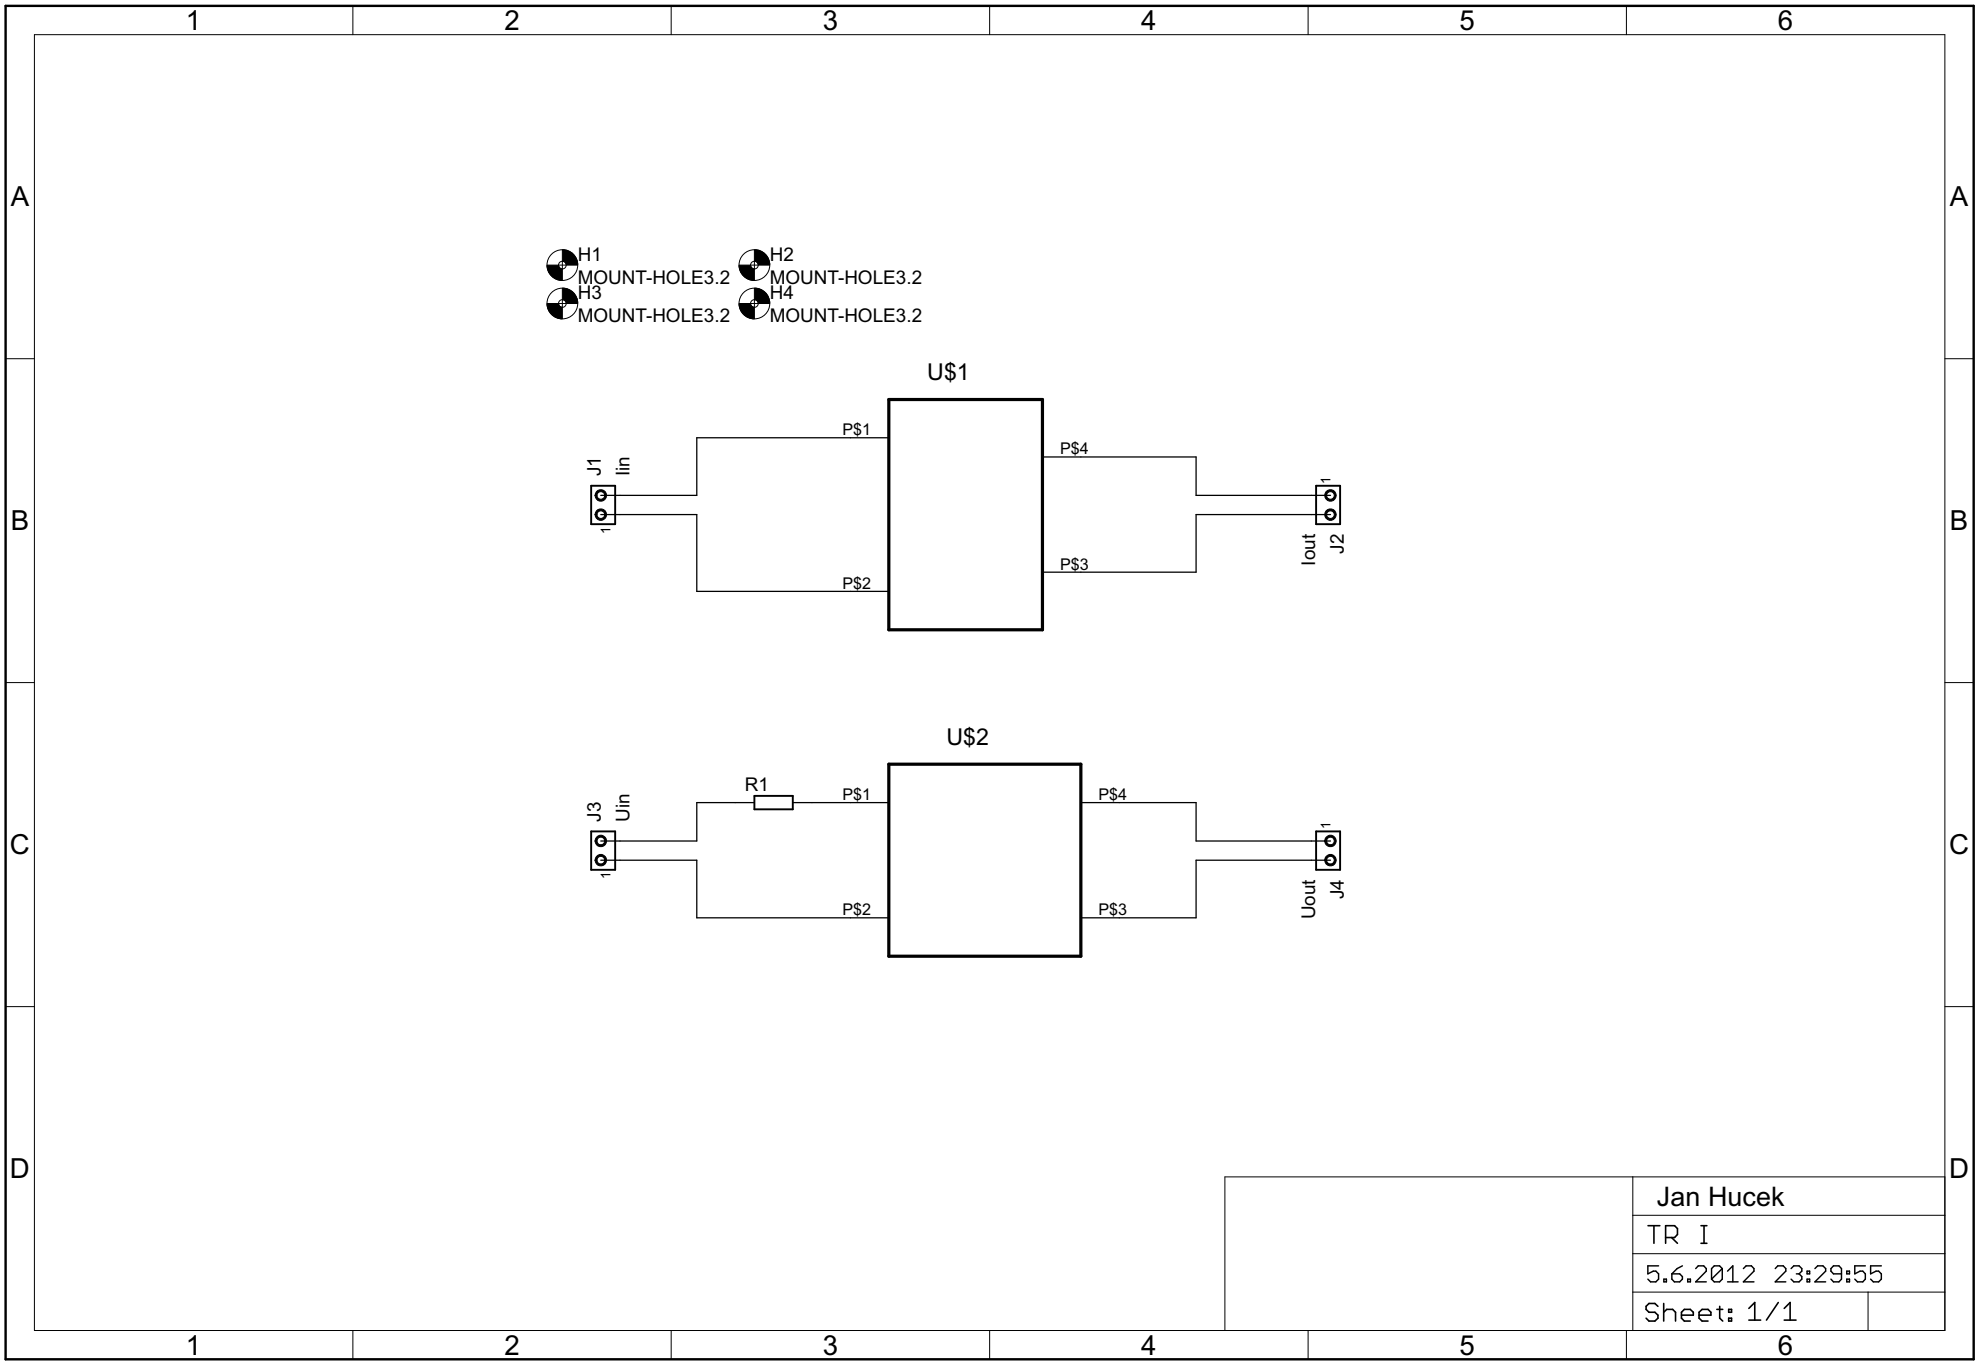 1 2 3 4 5 6
A A
H1 H2
MOUNT-HOLE3.2 MOUNT-HOLE3.2
H3 H4
MOUNT-HOLE3.2 MOUNT-HOLE3.2
U$1
P$1
P$4
J1 Iin
1
1
B B
Iout J2
P$3
P$2
U$2
R1
P$1 P$4
J3 Uin
1
1
C C
Uout J4
P$2 P$3
D D
Jan Hucek
TR I
5.6.2012 23:29:55
Sheet: 1/1
1 2 3 4 5 6